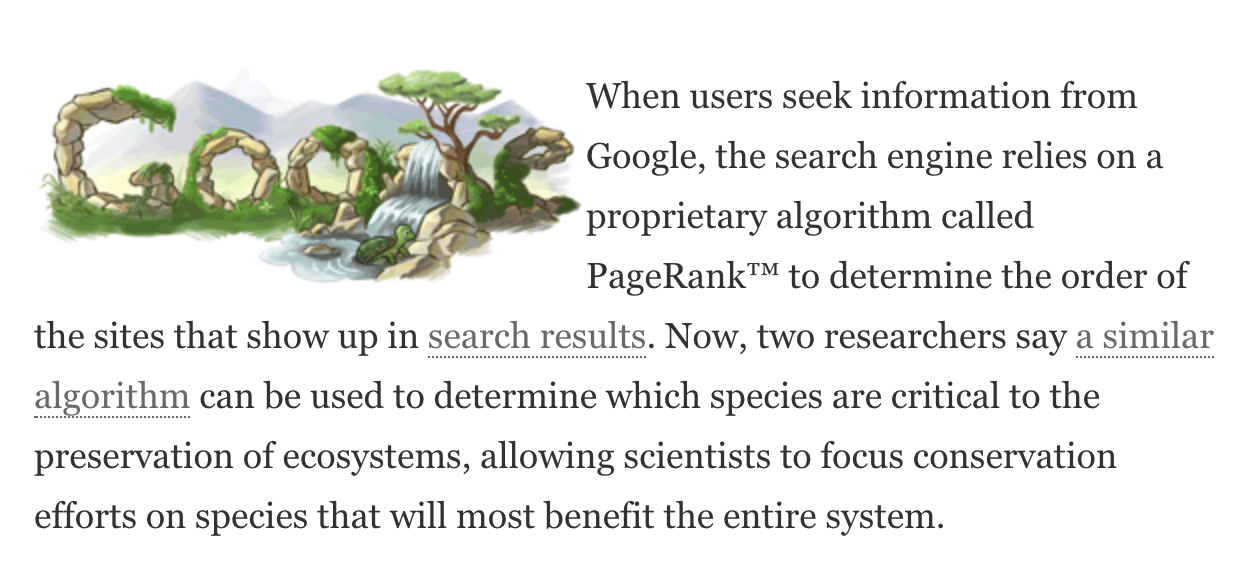 Google
When users seek information from
Google, the search engine relies on a
proprietary algorithm called
PageRank™ to determine the order of
the sites that show up in search results. Now, two researchers say a similar
algorithm can be used to determine which species are critical to the
preservation of ecosystems, allowing scientists to focus conservation
efforts on species that will most benefit the entire system.